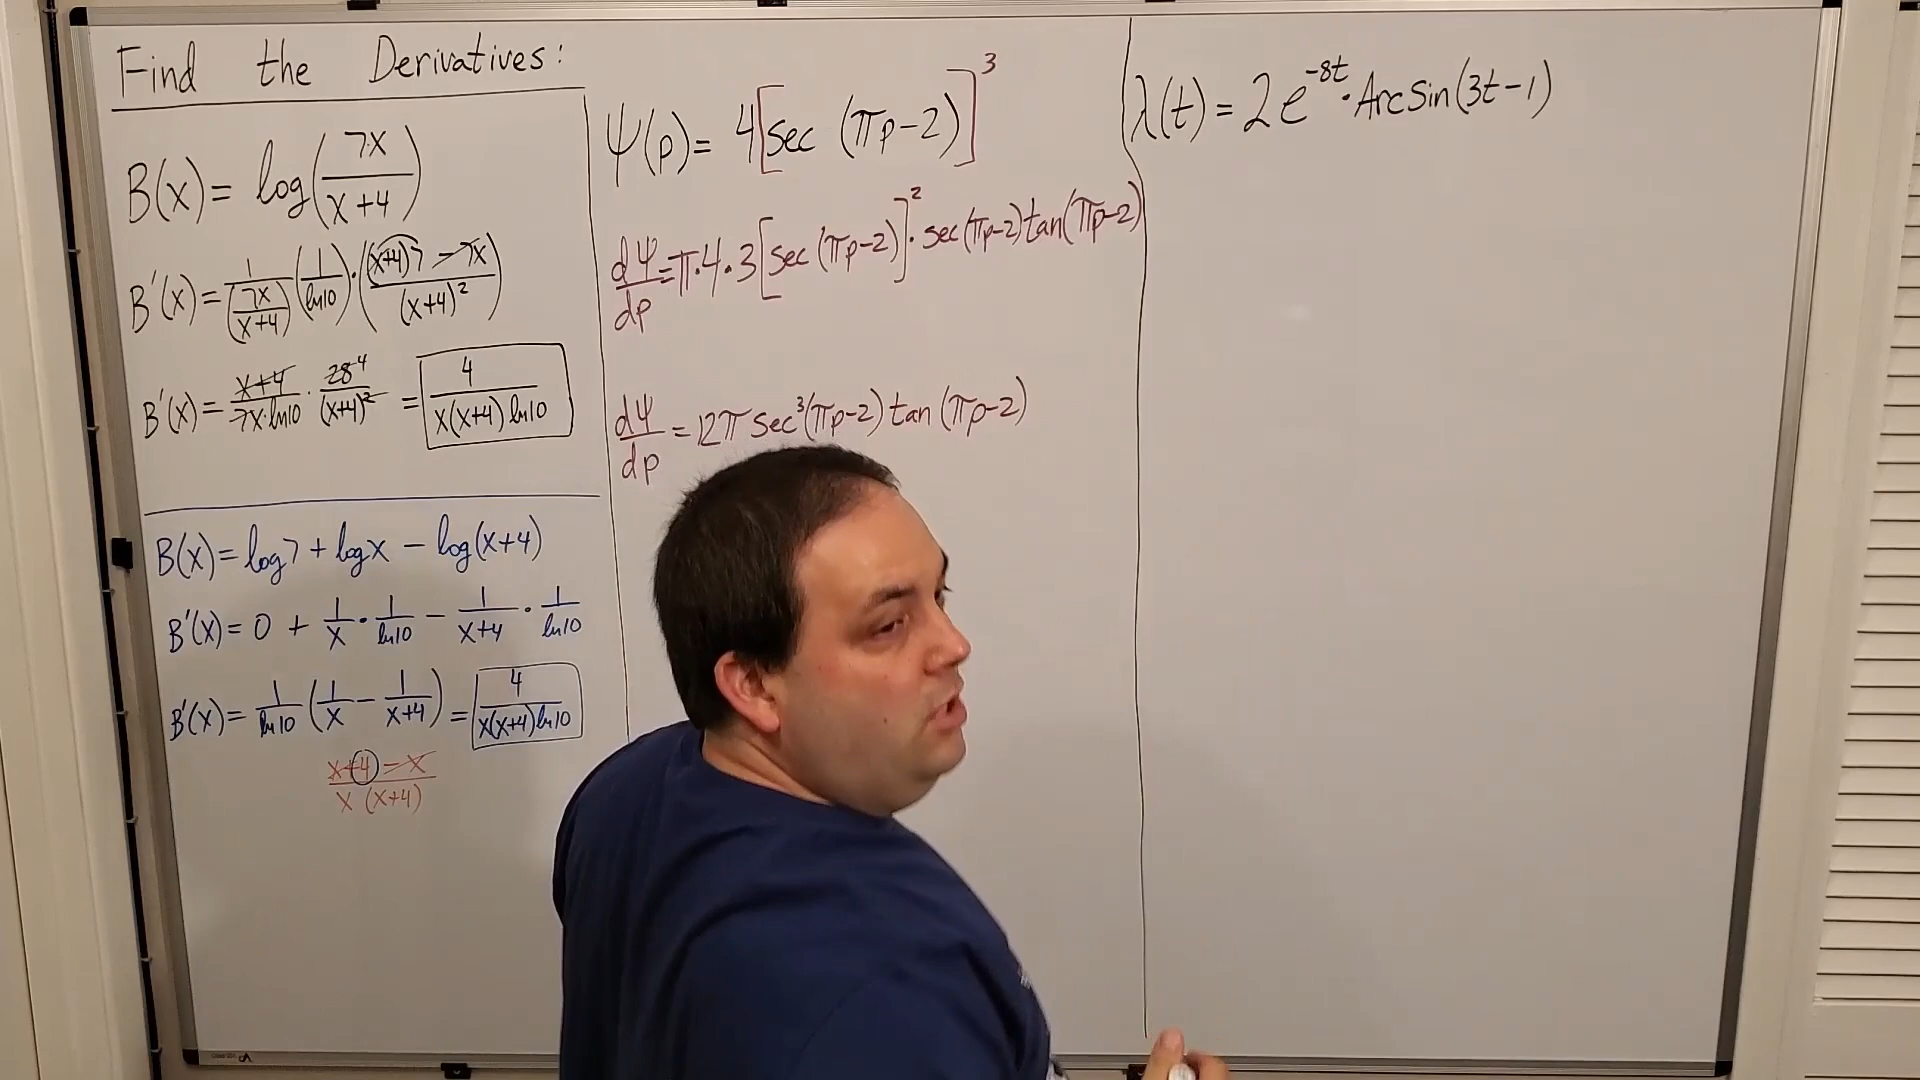 Find the Derivatives:
B(x) = log(7x/(x+4))
B'(x) = 1/(7x/(x+4)) (1/ln10)·((x+4)7 - 7x)/(x+4)²
B'(x) = (x+4)/(7x·ln10) · 28⁴/(x+4)² = 4/(x(x+4) ln10)
B(x) = log7 + logx - log(x+4)
B'(x) = 0 + 1/x · 1/ln10 - 1/(x+4) · 1/ln10
B'(x) = 1/ln10 (1/x - 1/(x+4)) = 4/(x(x+4)ln10)
(x+4-x)/(x(x+4))
Ψ(p) = 4[sec (πp-2)]³
dΨ/dp = π·4·3[sec(πp-2)]²·sec(πp-2)tan(πp-2)
dΨ/dp = 12π sec³(πp-2) tan(πp-2)
λ(t) = 2e^(-8t)·ArcSin(3t-1)